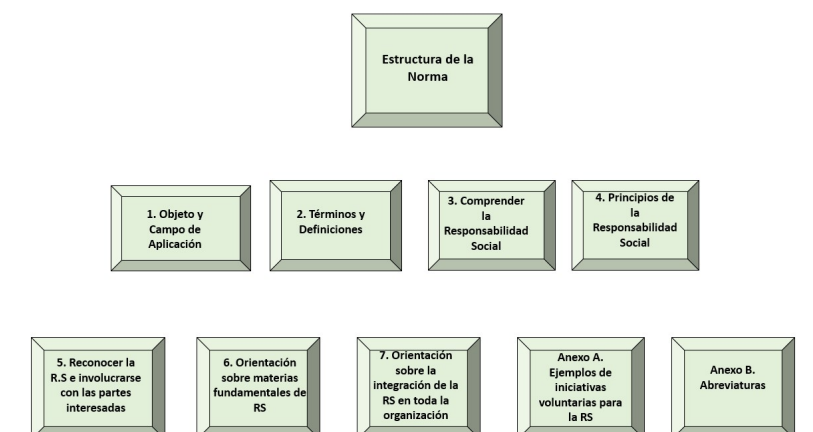 Estructura de la
Norma
1. Objeto y
Campo de
Aplicación
2. Términos y
Definiciones
3. Comprender
la
Responsabilidad
Social
4. Principios de
la
Responsabilidad
Social
5. Reconocer la
R.S e involucrarse
con las partes
interesadas
6. Orientación
sobre materias
fundamentales de
RS
7. Orientación
sobre la
integración de la
RS en toda la
organización
Anexo A.
Ejemplos de
iniciativas
voluntarias para
la RS
Anexo B.
Abreviaturas